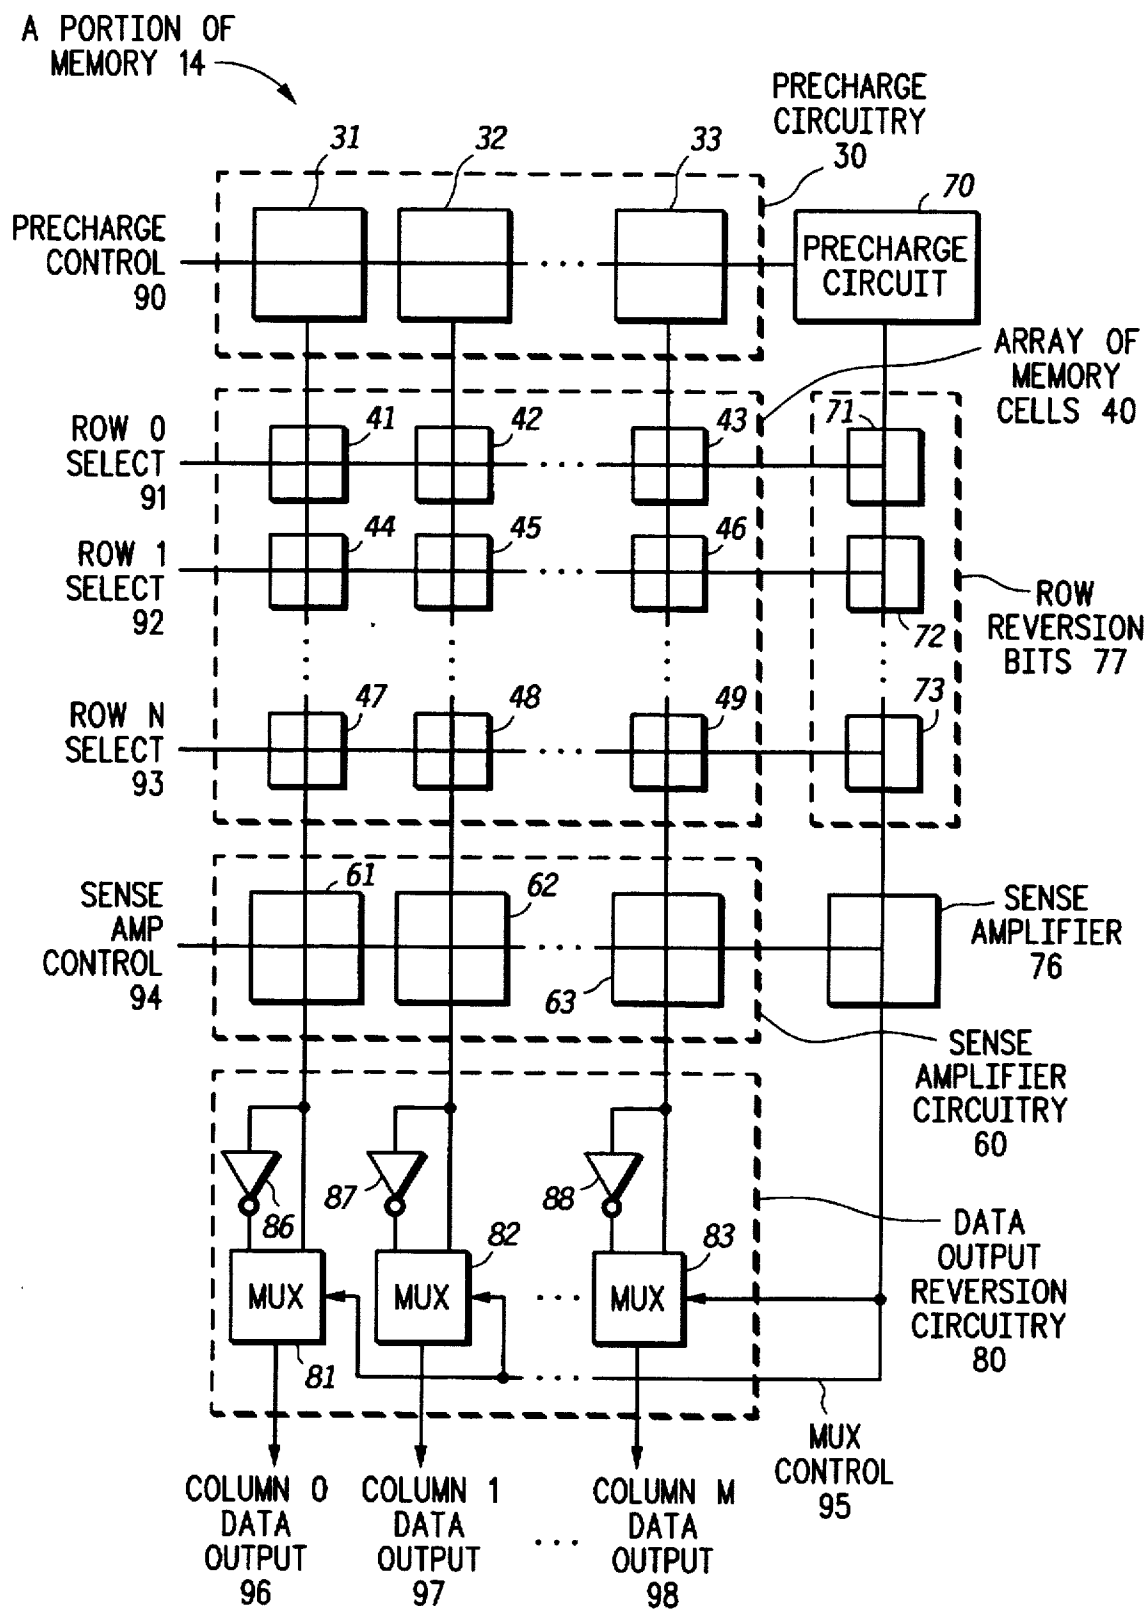 A PORTION OF
MEMORY 14
PRECHARGE
CIRCUITRY
30
31
32
33
70
PRECHARGE
CONTROL
90
PRECHARGE
CIRCUIT
ARRAY OF
MEMORY
CELLS 40
ROW 0
SELECT
91
41
42
43
71
ROW 1
SELECT
92
44
45
46
72
ROW
REVERSION
BITS 77
ROW N
SELECT
93
47
48
49
73
SENSE
AMP
CONTROL
94
61
62
63
SENSE
AMPLIFIER
76
SENSE
AMPLIFIER
CIRCUITRY
60
86
87
88
DATA
OUTPUT
REVERSION
CIRCUITRY
80
82
83
MUX
MUX
MUX
81
MUX
CONTROL
95
COLUMN 0
DATA
OUTPUT
96
COLUMN 1
DATA
OUTPUT
97
COLUMN M
DATA
OUTPUT
98